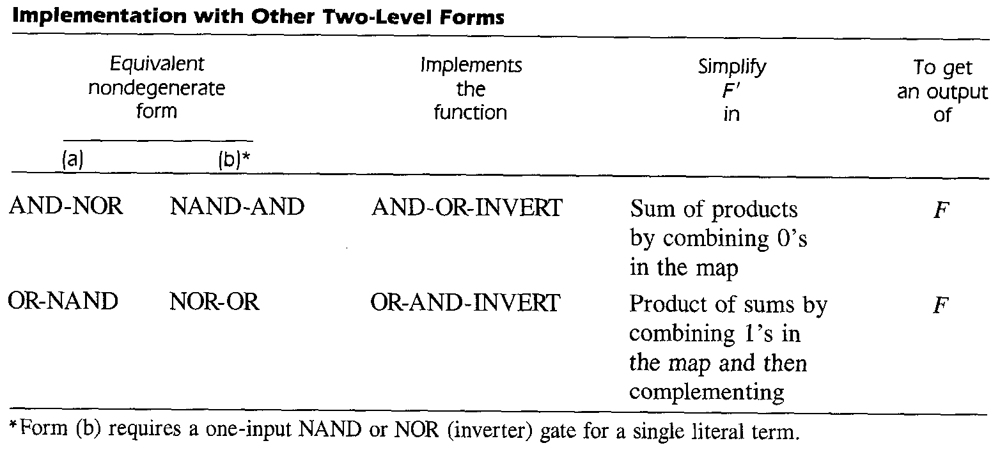 Implementation with Other Two-Level Forms
Equivalent nondegenerate form
Implements the function
Simplify F' in
To get an output of
(a) (b)*
AND-NOR NAND-AND AND-OR-INVERT Sum of products F
by combining 0's
in the map
OR-NAND NOR-OR OR-AND-INVERT Product of sums by F
combining 1's in
the map and then
complementing
*Form (b) requires a one-input NAND or NOR (inverter) gate for a single literal term.